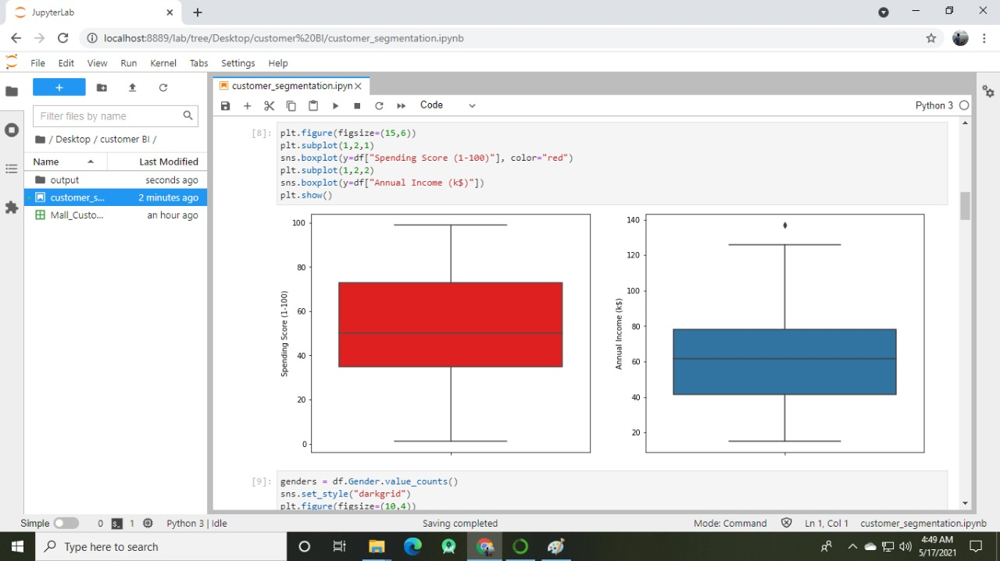 JupyterLab
localhost:8889/lab/tree/Desktop/customer%20BI/customer_segmentation.ipynb
File Edit View Run Kernel Tabs Settings Help
Filter files by name
/ Desktop / customer BI /
Name Last Modified
output seconds ago
customer_s... 2 minutes ago
Mall_Custo... an hour ago
customer_segmentation.ipyn
Code
Python 3
[8]:
plt.figure(figsize=(15,6))
plt.subplot(1,2,1)
sns.boxplot(y=df["Spending Score (1-100)"], color="red")
plt.subplot(1,2,2)
sns.boxplot(y=df["Annual Income (k$)"])
plt.show()
100
80
60
40
20
0
Spending Score (1-100)
140
120
100
80
60
40
20
Annual Income (k$)
[9]:
genders = df.Gender.value_counts()
sns.set_style("darkgrid")
plt.figure(figsize=(10,4))
Simple 0 $_ 1 Python 3 | Idle Saving completed Mode: Command Ln 1, Col 1 customer_segmentation.ipynb
Type here to search
4:49 AM
5/17/2021